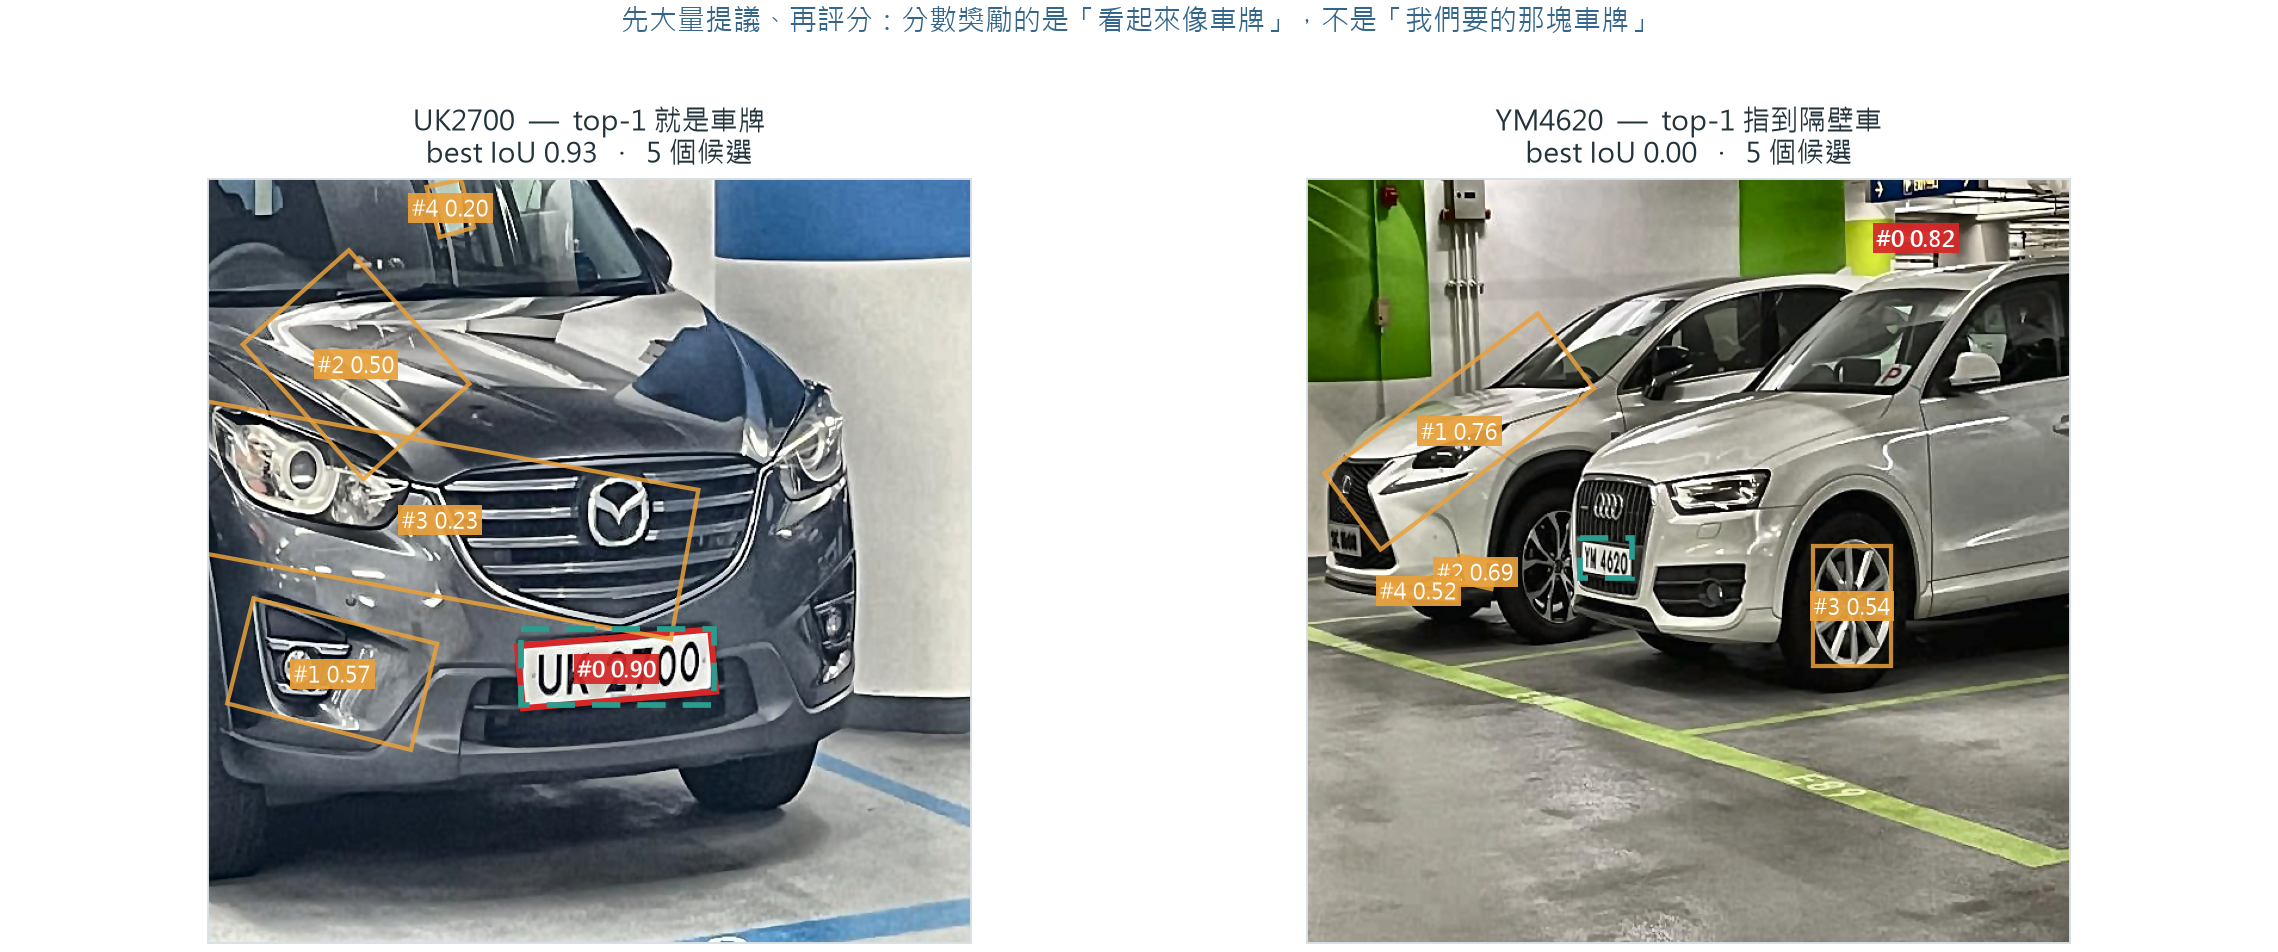 先大量提議、再評分：分數獎勵的是「看起來像車牌」，不是「我們要的那塊車牌」
UK2700 — top-1 就是車牌
best IoU 0.93 · 5 個候選
#4 0.20
#2 0.50
#3 0.23
#1 0.57
#0 0.90
UK 2700
YM4620 — top-1 指到隔壁車
best IoU 0.00 · 5 個候選
#0 0.82
P
#1 0.76
YM 4620
#2 0.69
#4 0.52
#3 0.54
E89